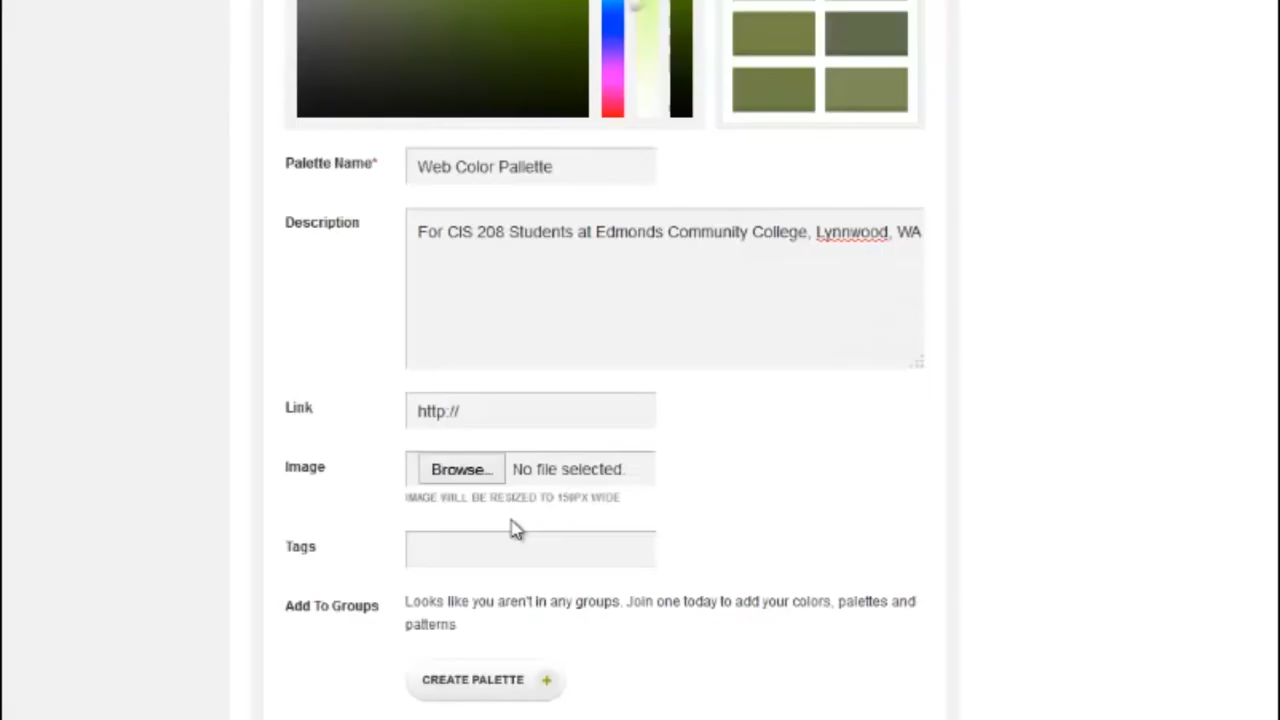 Palette Name*
Web Color Pallette
Description
For CIS 208 Students at Edmonds Community College, Lynnwood, WA
Link
http://
Image
Browse... No file selected.
IMAGE WILL BE RESIZED TO 150PX WIDE
Tags
Add To Groups
Looks like you aren't in any groups. Join one today to add your colors, palettes and
patterns
CREATE PALETTE +